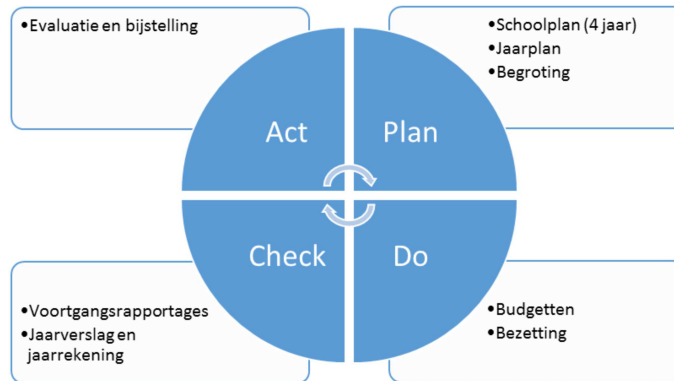 •Evaluatie en bijstelling
•Schoolplan (4 jaar)
•Jaarplan
•Begroting
Act
Plan
Check
Do
•Voortgangsrapportages
•Jaarverslag en
jaarrekening
•Budgetten
•Bezetting